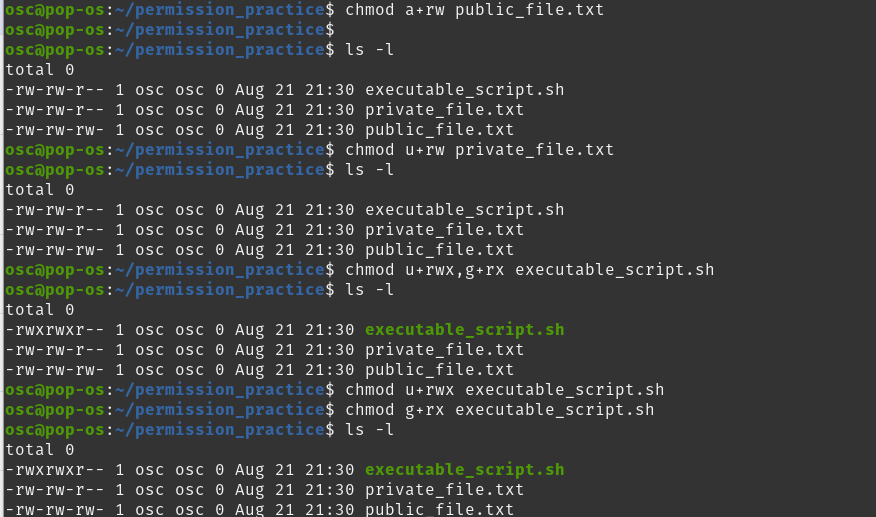 osc@pop-os:~/permission_practice$ chmod a+rw public_file.txt
osc@pop-os:~/permission_practice$
osc@pop-os:~/permission_practice$ ls -l
total 0
-rw-rw-r-- 1 osc osc 0 Aug 21 21:30 executable_script.sh
-rw-rw-r-- 1 osc osc 0 Aug 21 21:30 private_file.txt
-rw-rw-rw- 1 osc osc 0 Aug 21 21:30 public_file.txt
osc@pop-os:~/permission_practice$ chmod u+rw private_file.txt
osc@pop-os:~/permission_practice$ ls -l
total 0
-rw-rw-r-- 1 osc osc 0 Aug 21 21:30 executable_script.sh
-rw-rw-r-- 1 osc osc 0 Aug 21 21:30 private_file.txt
-rw-rw-rw- 1 osc osc 0 Aug 21 21:30 public_file.txt
osc@pop-os:~/permission_practice$ chmod u+rwx,g+rx executable_script.sh
osc@pop-os:~/permission_practice$ ls -l
total 0
-rwxrwxr-- 1 osc osc 0 Aug 21 21:30 executable_script.sh
-rw-rw-r-- 1 osc osc 0 Aug 21 21:30 private_file.txt
-rw-rw-rw- 1 osc osc 0 Aug 21 21:30 public_file.txt
osc@pop-os:~/permission_practice$ chmod u+rwx executable_script.sh
osc@pop-os:~/permission_practice$ chmod g+rx executable_script.sh
osc@pop-os:~/permission_practice$ ls -l
total 0
-rwxrwxr-- 1 osc osc 0 Aug 21 21:30 executable_script.sh
-rw-rw-r-- 1 osc osc 0 Aug 21 21:30 private_file.txt
-rw-rw-rw- 1 osc osc 0 Aug 21 21:30 public_file.txt